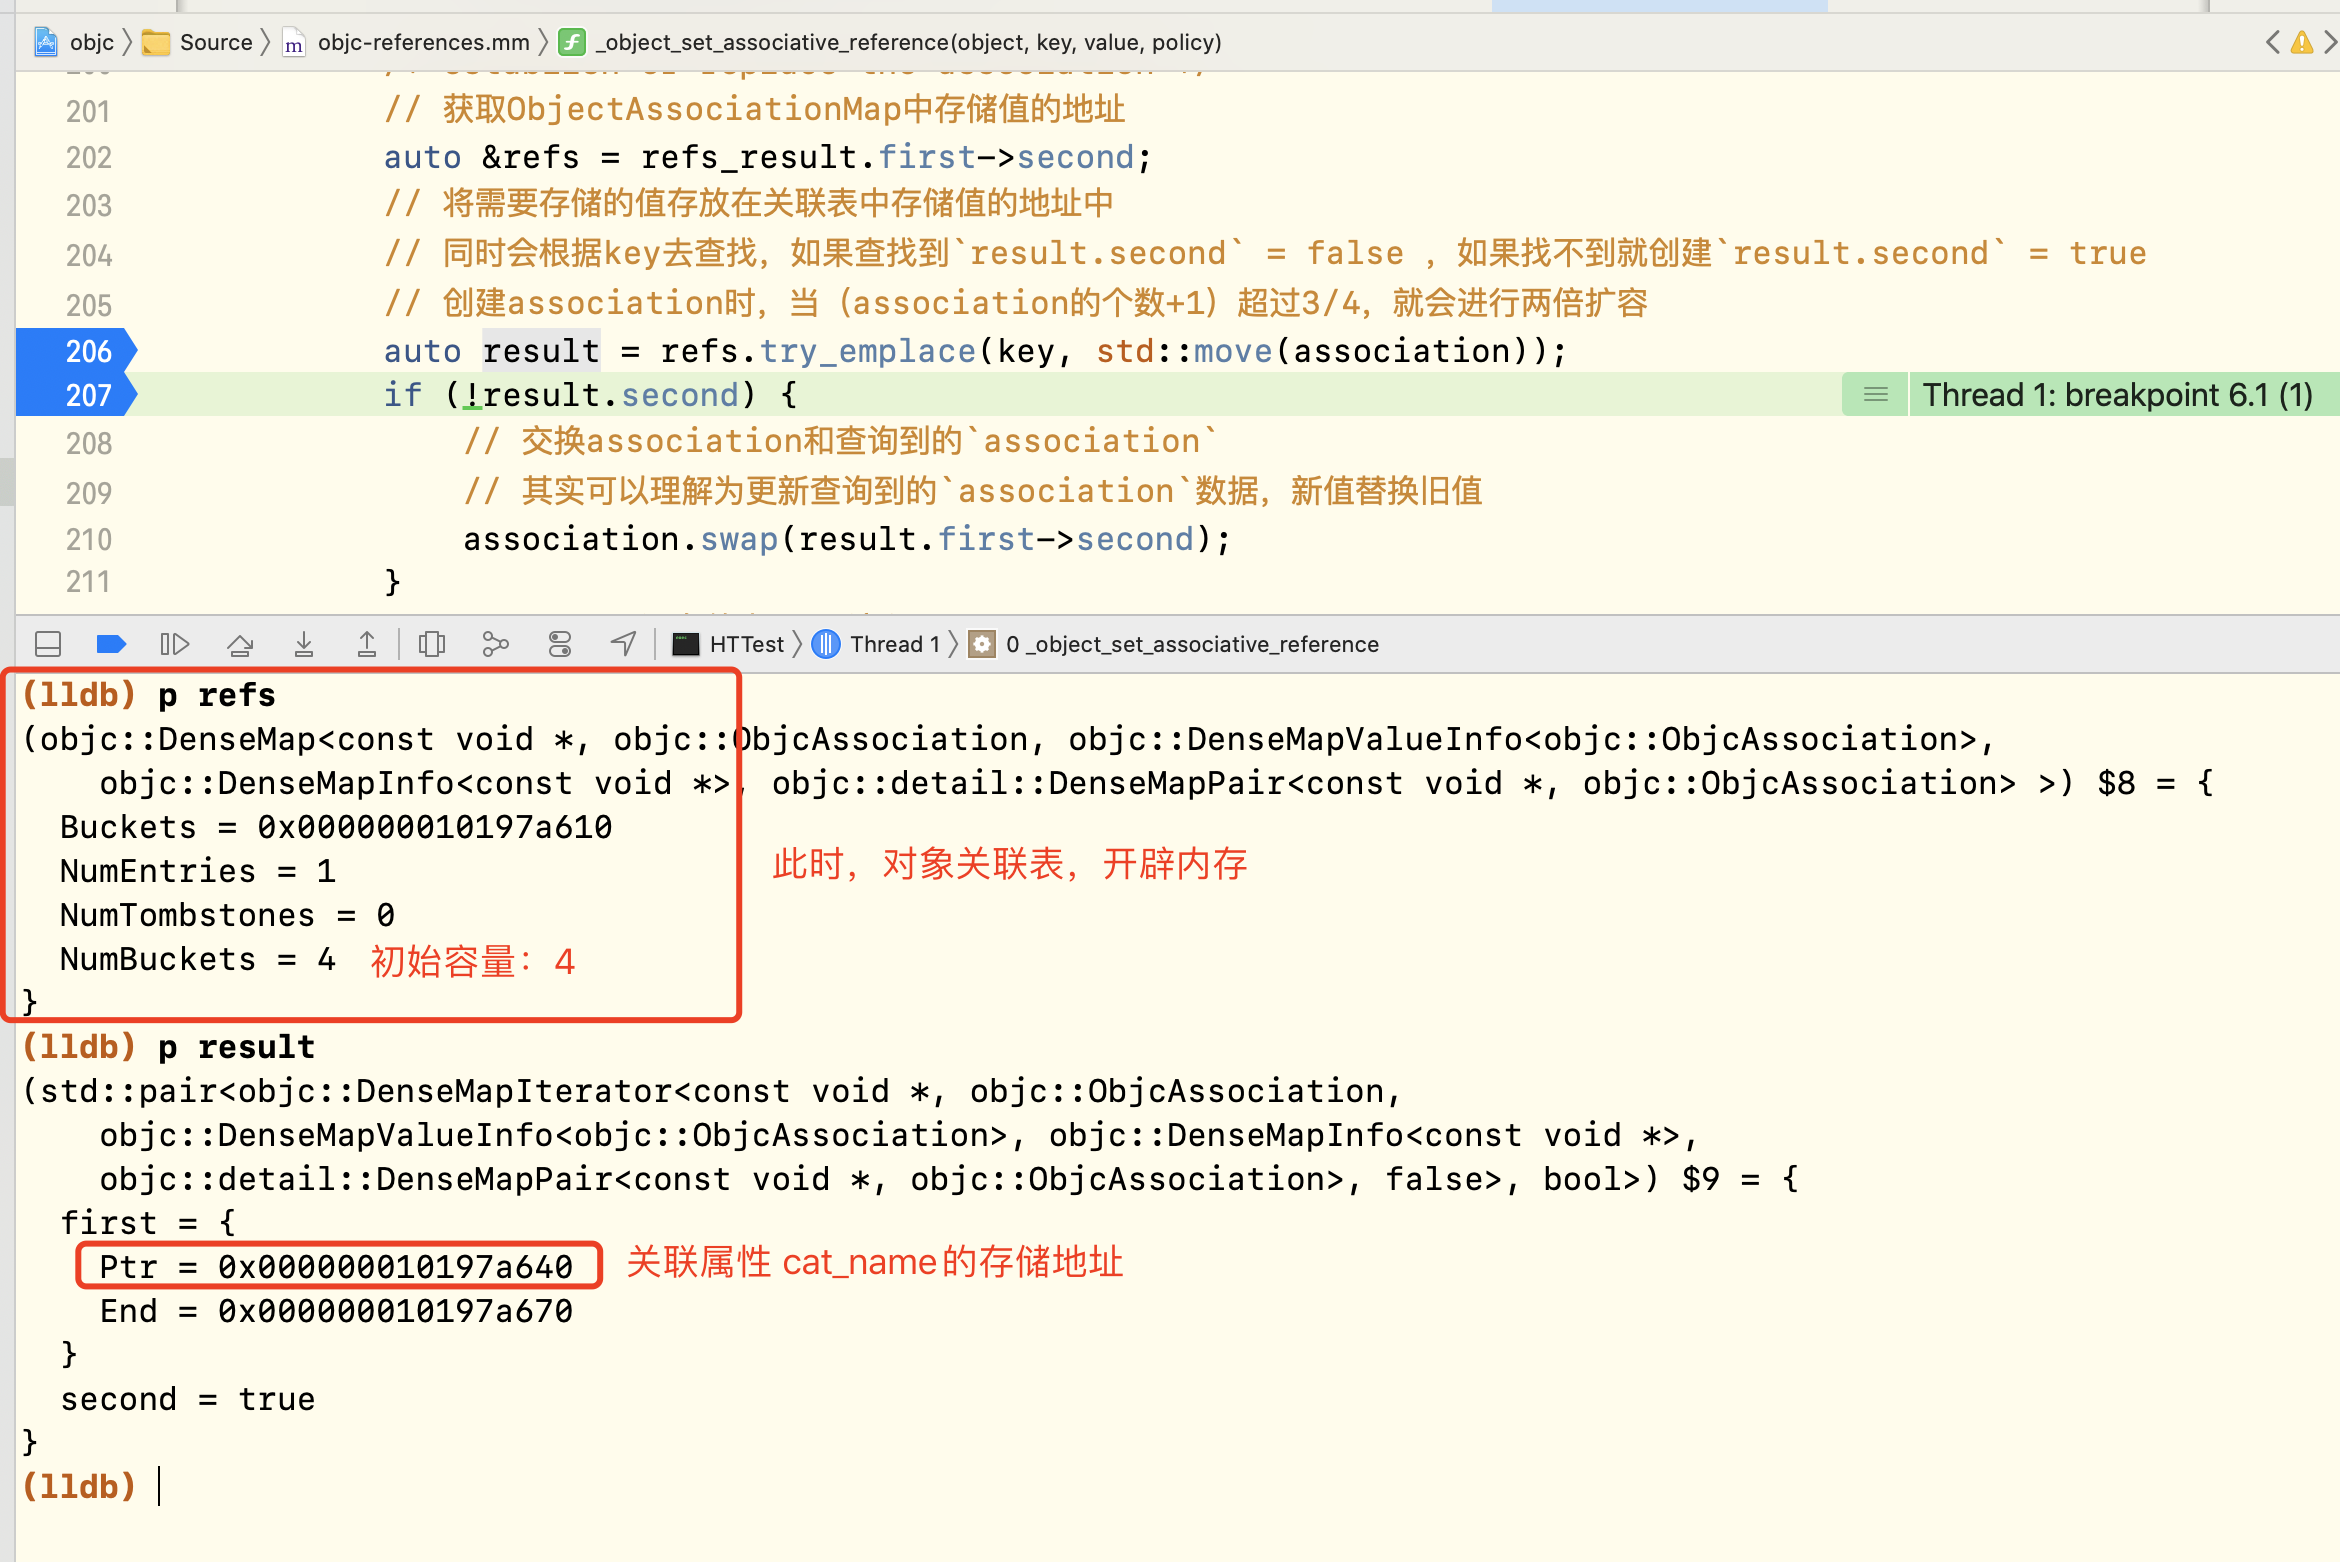 objc 〉 Source 〉 m objc-references.mm 〉 f _object_set_associative_reference(object, key, value, policy)
201 // 获取ObjectAssociationMap中存储值的地址
202 auto &refs = refs_result.first->second;
203 // 将需要存储的值存放在关联表中存储值的地址中
204 // 同时会根据key去查找，如果查找到`result.second` = false ，如果找不到就创建`result.second` = true
205 // 创建association时，当（association的个数+1）超过3/4，就会进行两倍扩容
206 auto result = refs.try_emplace(key, std::move(association));
207 if (!result.second) { Thread 1: breakpoint 6.1 (1)
208 // 交换association和查询到的`association`
209 // 其实可以理解为更新查询到的`association`数据，新值替换旧值
210 association.swap(result.first->second);
211 }
HTTest 〉 Thread 1 〉 0 _object_set_associative_reference
(lldb) p refs
(objc::DenseMap<const void *, objc::ObjcAssociation, objc::DenseMapValueInfo<objc::ObjcAssociation>,
objc::DenseMapInfo<const void *>, objc::detail::DenseMapPair<const void *, objc::ObjcAssociation> >) $8 = {
Buckets = 0x000000010197a610
此时，对象关联表，开辟内存
NumEntries = 1
NumTombstones = 0
NumBuckets = 4 初始容量：4
}
(lldb) p result
(std::pair<objc::DenseMapIterator<const void *, objc::ObjcAssociation,
objc::DenseMapValueInfo<objc::ObjcAssociation>, objc::DenseMapInfo<const void *>,
objc::detail::DenseMapPair<const void *, objc::ObjcAssociation>, false>, bool>) $9 = {
first = {
Ptr = 0x000000010197a640 关联属性 cat_name的存储地址
End = 0x000000010197a670
}
second = true
}
(lldb)